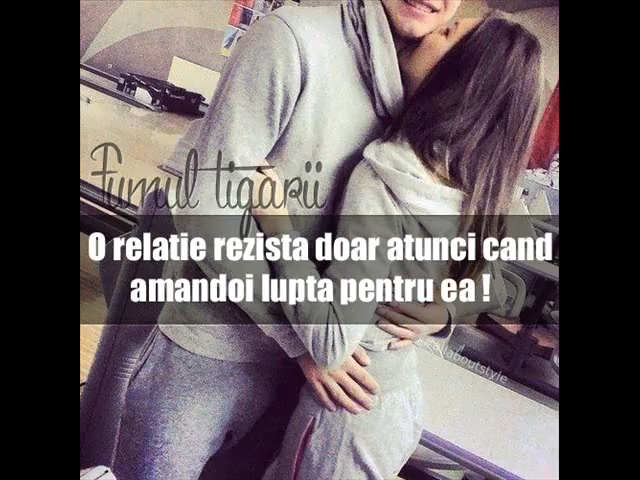 Fumul tigarii
O relatie rezista doar atunci cand
amandoi lupta pentru ea !